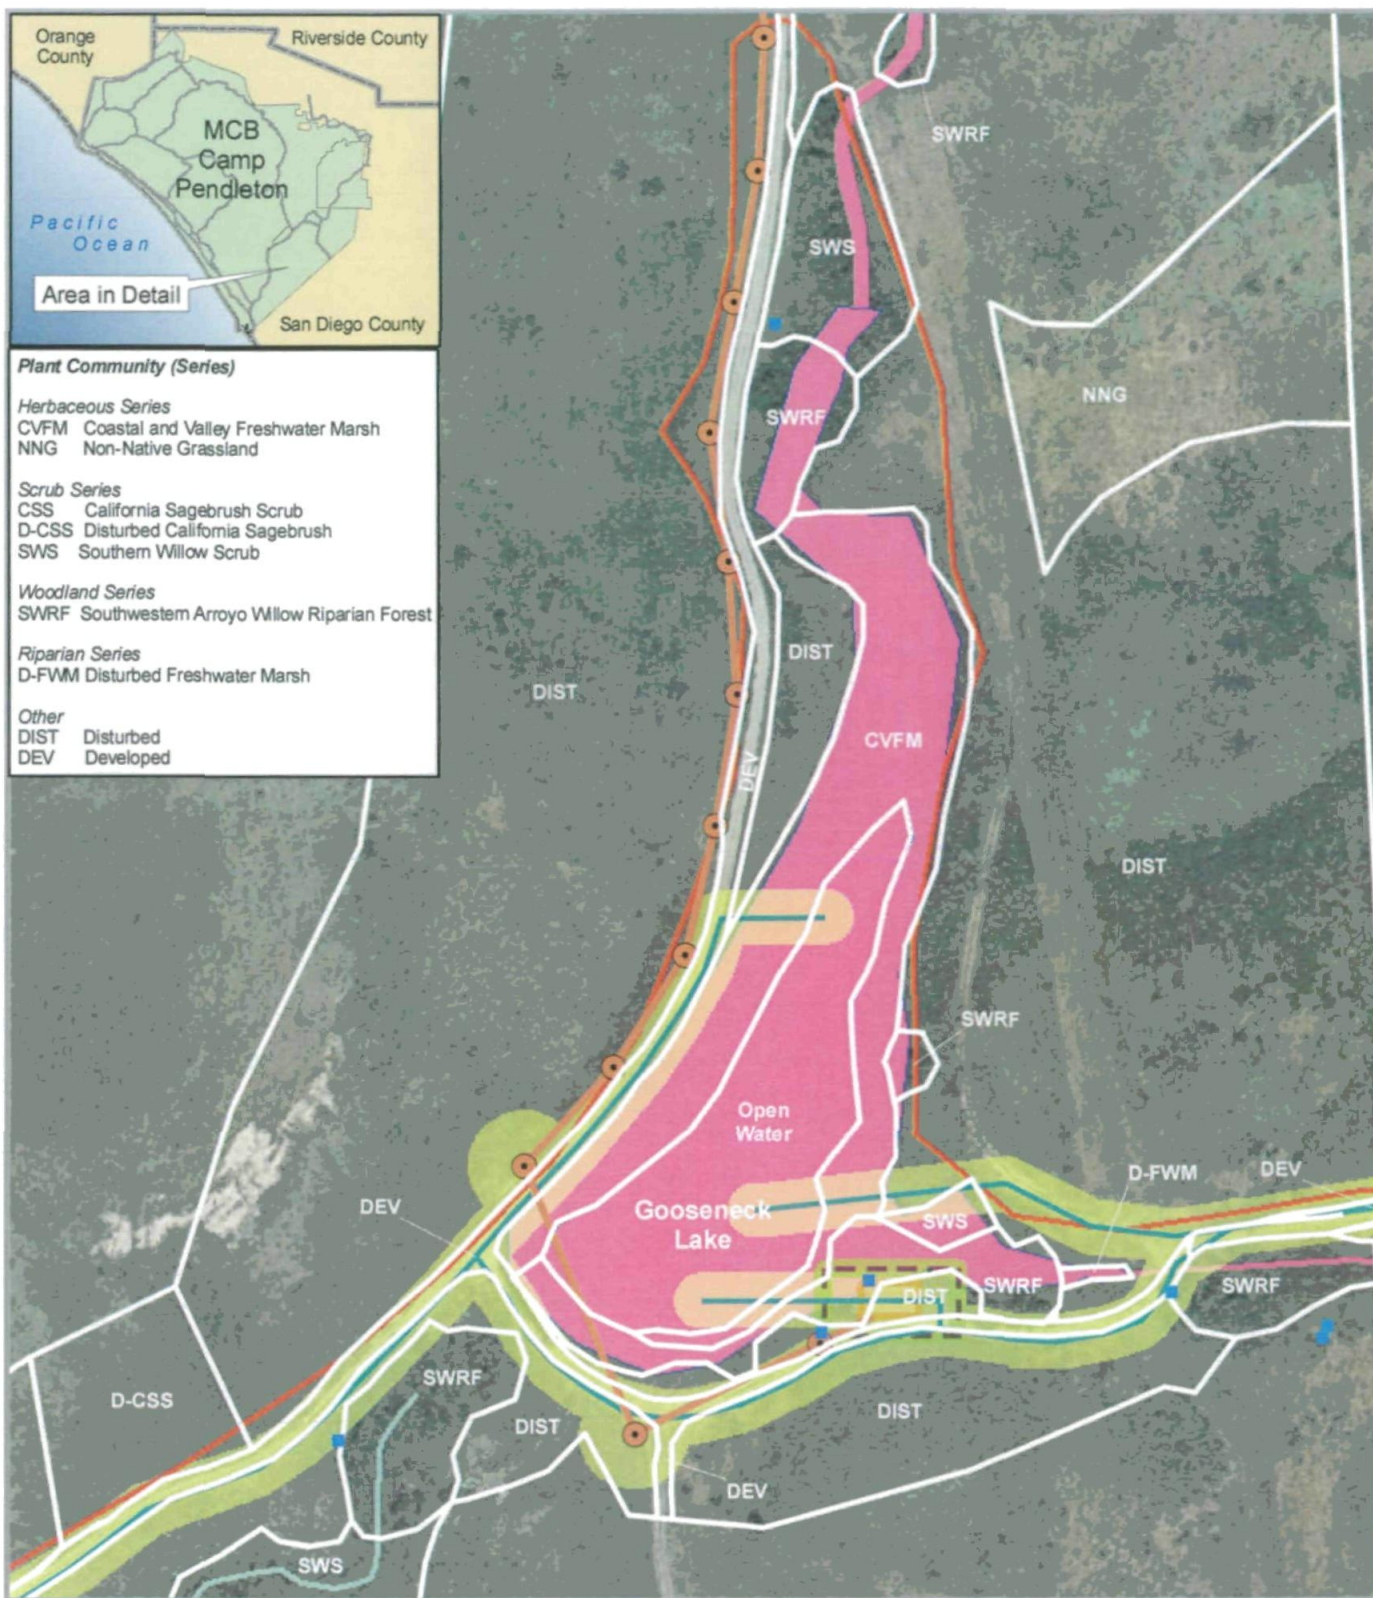 Orange
County
Riverside County
MCB
Camp
Pendleton
Pacific
Ocean
Area in Detail
San Diego County
Plant Community (Series)
Herbaceous Series
CVFM Coastal and Valley Freshwater Marsh
NNG Non-Native Grassland
Scrub Series
CSS California Sagebrush Scrub
D-CSS Disturbed California Sagebrush
SWS Southern Willow Scrub
Woodland Series
SWRF Southwestern Arroyo Willow Riparian Forest
Riparian Series
D-FWM Disturbed Freshwater Marsh
Other
DIST Disturbed
DEV Developed
SWRF
SWS
NNG
SWRF
DIST
DIST
CVFM
DEV
DIST
SWRF
Open
Water
D-FWM
DEV
DEV
Gooseneck
Lake
SWS
SWRF
SWRF
DIST
SWRF
D-CSS
DIST
DIST
DEV
SWS